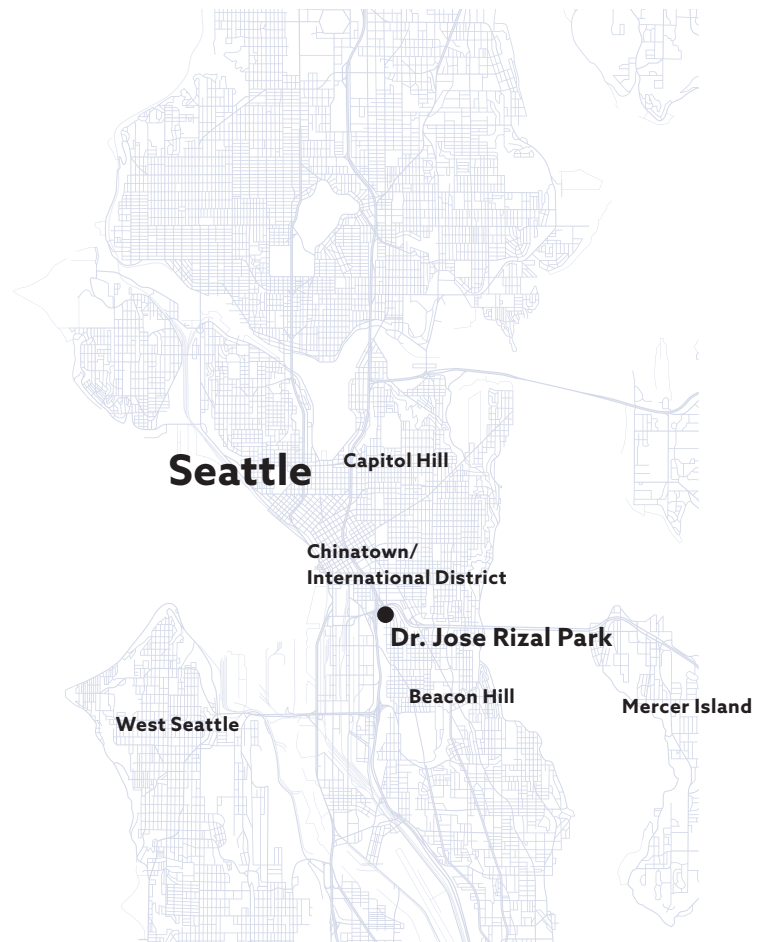 Seattle
Capitol Hill
Chinatown/
International District
Dr. Jose Rizal Park
Beacon Hill
Mercer Island
West Seattle